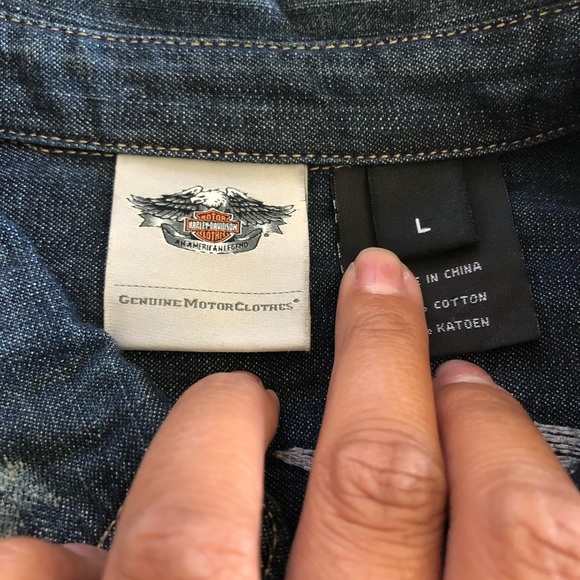 MOTOR
HARLEY-DAVIDSON
CLOTHES
AN AMERICAN LEGEND
GENUINE MOTORCLOTHES®
L
IN CHINA
COTTON
KATOEN